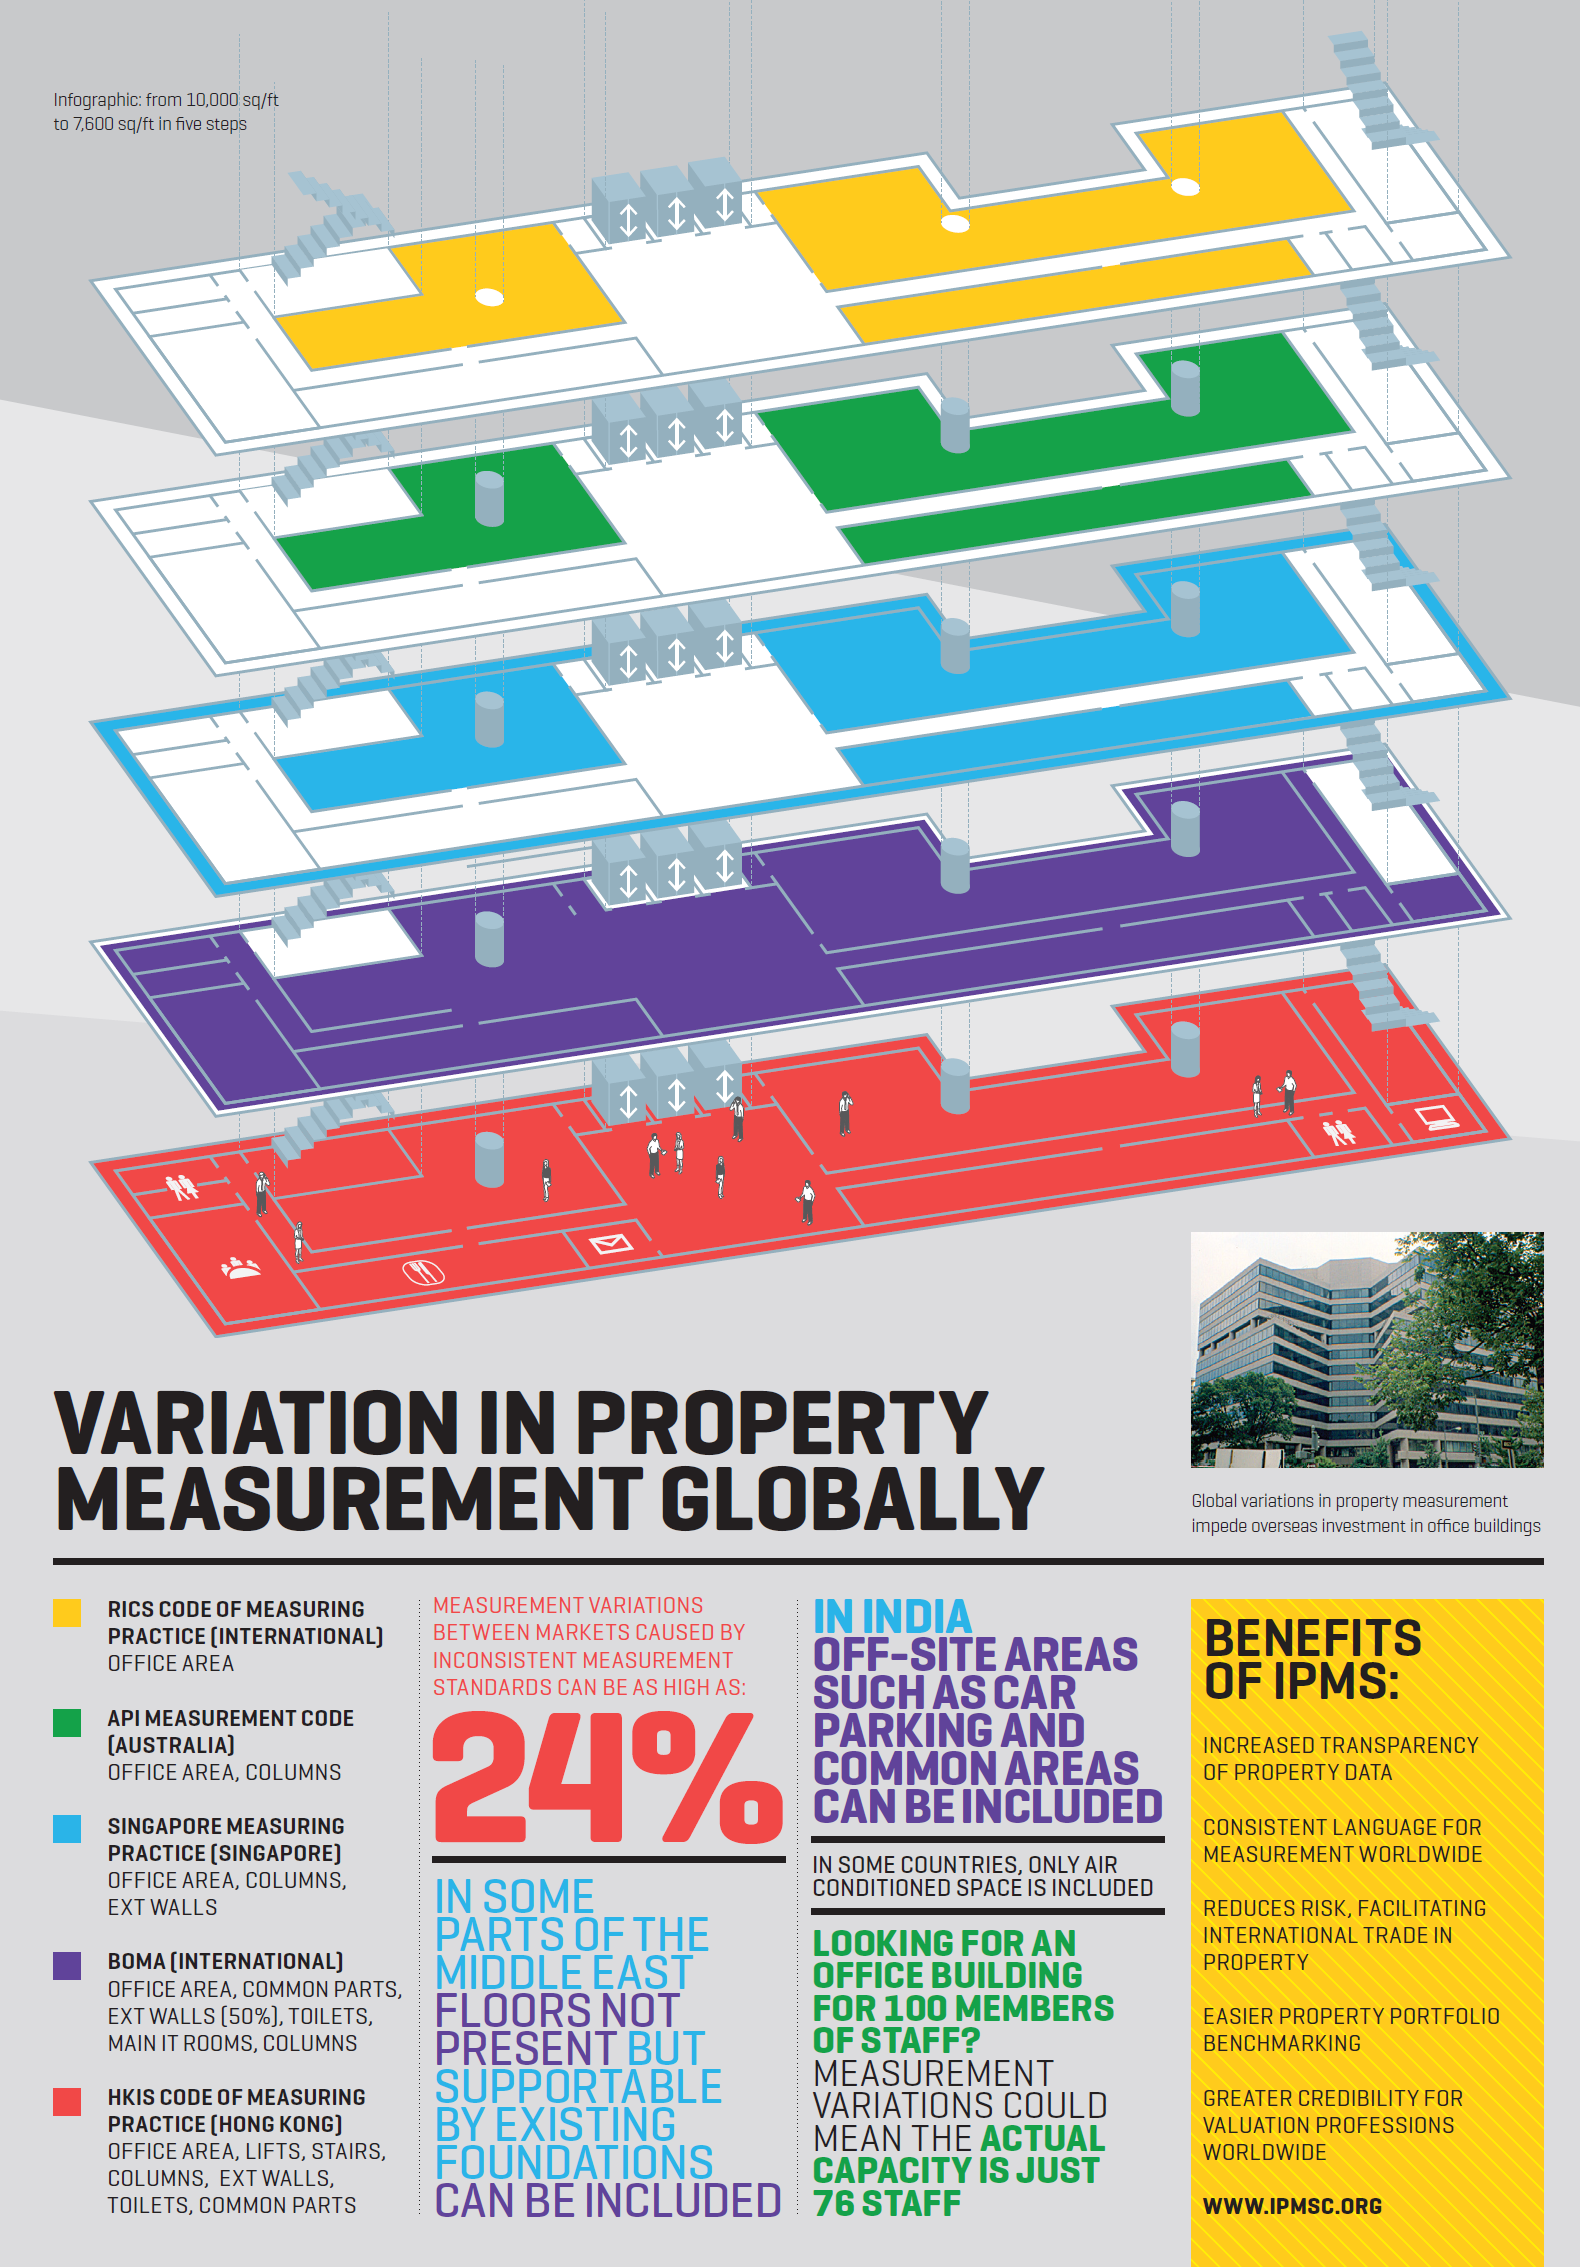 Infographic: from 10,000 sq/ft
to 7,600 sq/ft in five steps
VARIATION IN PROPERTY
MEASUREMENT GLOBALLY
Global variations in property measurement
impede overseas investment in office buildings
RICS CODE OF MEASURING
PRACTICE (INTERNATIONAL)
OFFICE AREA
API MEASUREMENT CODE
(AUSTRALIA)
OFFICE AREA, COLUMNS
SINGAPORE MEASURING
PRACTICE (SINGAPORE)
OFFICE AREA, COLUMNS,
EXT WALLS
BOMA (INTERNATIONAL)
OFFICE AREA, COMMON PARTS,
EXT WALLS (50%), TOILETS,
MAIN IT ROOMS, COLUMNS
HKIS CODE OF MEASURING
PRACTICE (HONG KONG)
OFFICE AREA, LIFTS, STAIRS,
COLUMNS, EXT WALLS,
TOILETS, COMMON PARTS
MEASUREMENT VARIATIONS
BETWEEN MARKETS CAUSED BY
INCONSISTENT MEASUREMENT
STANDARDS CAN BE AS HIGH AS:
24%
IN SOME
PARTS OF THE
MIDDLE EAST
FLOORS NOT
PRESENT BUT
SUPPORTABLE
BY EXISTING
FOUNDATIONS
CAN BE INCLUDED
IN INDIA
OFF-SITE AREAS
SUCH AS CAR
PARKING AND
COMMON AREAS
CAN BE INCLUDED
IN SOME COUNTRIES, ONLY AIR
CONDITIONED SPACE IS INCLUDED
LOOKING FOR AN
OFFICE BUILDING
FOR 100 MEMBERS
OF STAFF?
MEASUREMENT
VARIATIONS COULD
MEAN THE ACTUAL
CAPACITY IS JUST
76 STAFF
BENEFITS
OF IPMS:
INCREASED TRANSPARENCY
OF PROPERTY DATA
CONSISTENT LANGUAGE FOR
MEASUREMENT WORLDWIDE
REDUCES RISK, FACILITATING
INTERNATIONAL TRADE IN
PROPERTY
EASIER PROPERTY PORTFOLIO
BENCHMARKING
GREATER CREDIBILITY FOR
VALUATION PROFESSIONS
WORLDWIDE
WWW.IPMSC.ORG